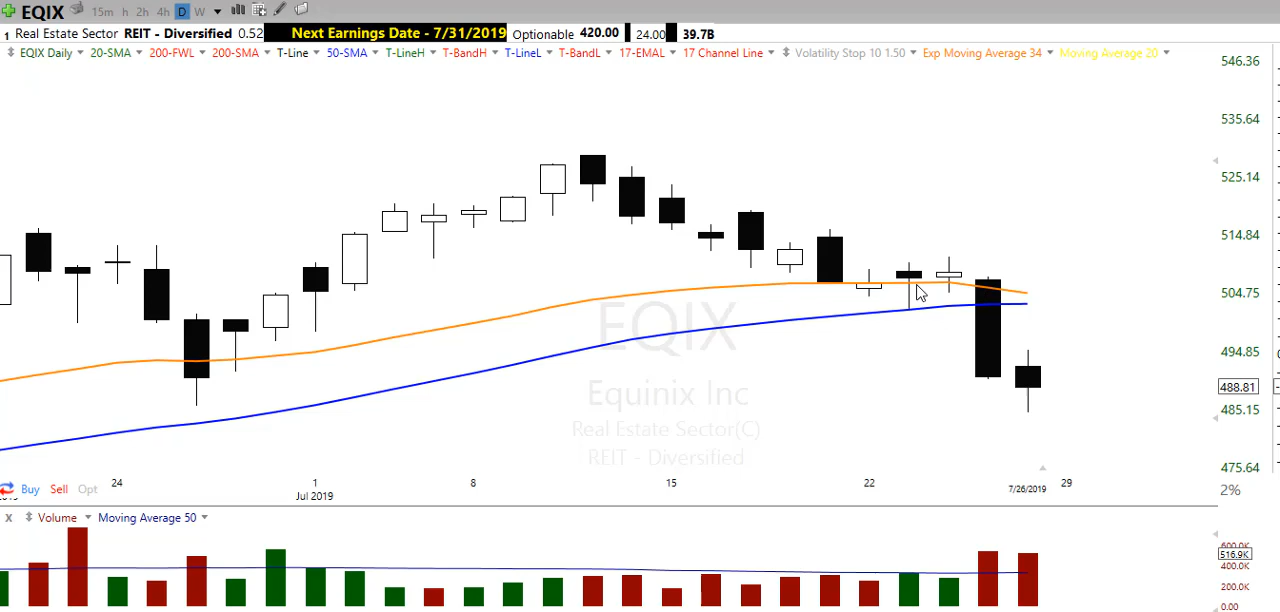 EQIX 15m h 2h 4h D W
1 Real Estate Sector REIT - Diversified 0.52 Next Earnings Date - 7/31/2019 Optionable 420.00 24.00 39.7B
EQIX Daily 20-SMA 200-FWL 200-SMA T-Line 50-SMA T-LineH T-BandH T-LineL T-BandL 17-EMAL 17 Channel Line Volatility Stop 10 1.50 Exp Moving Average 34 Moving Average 20
546.36
535.64
525.14
514.84
504.75
494.85
488.81
485.15
475.64
EQIX
Equinix Inc
Real Estate Sector(C)
REIT - Diversified
Buy Sell Opt 24 1 8 15 22 7/26/2019 29 2%
Jul 2019
X Volume Moving Average 50
600.0K
516.9K
400.0K
200.0K
0.00